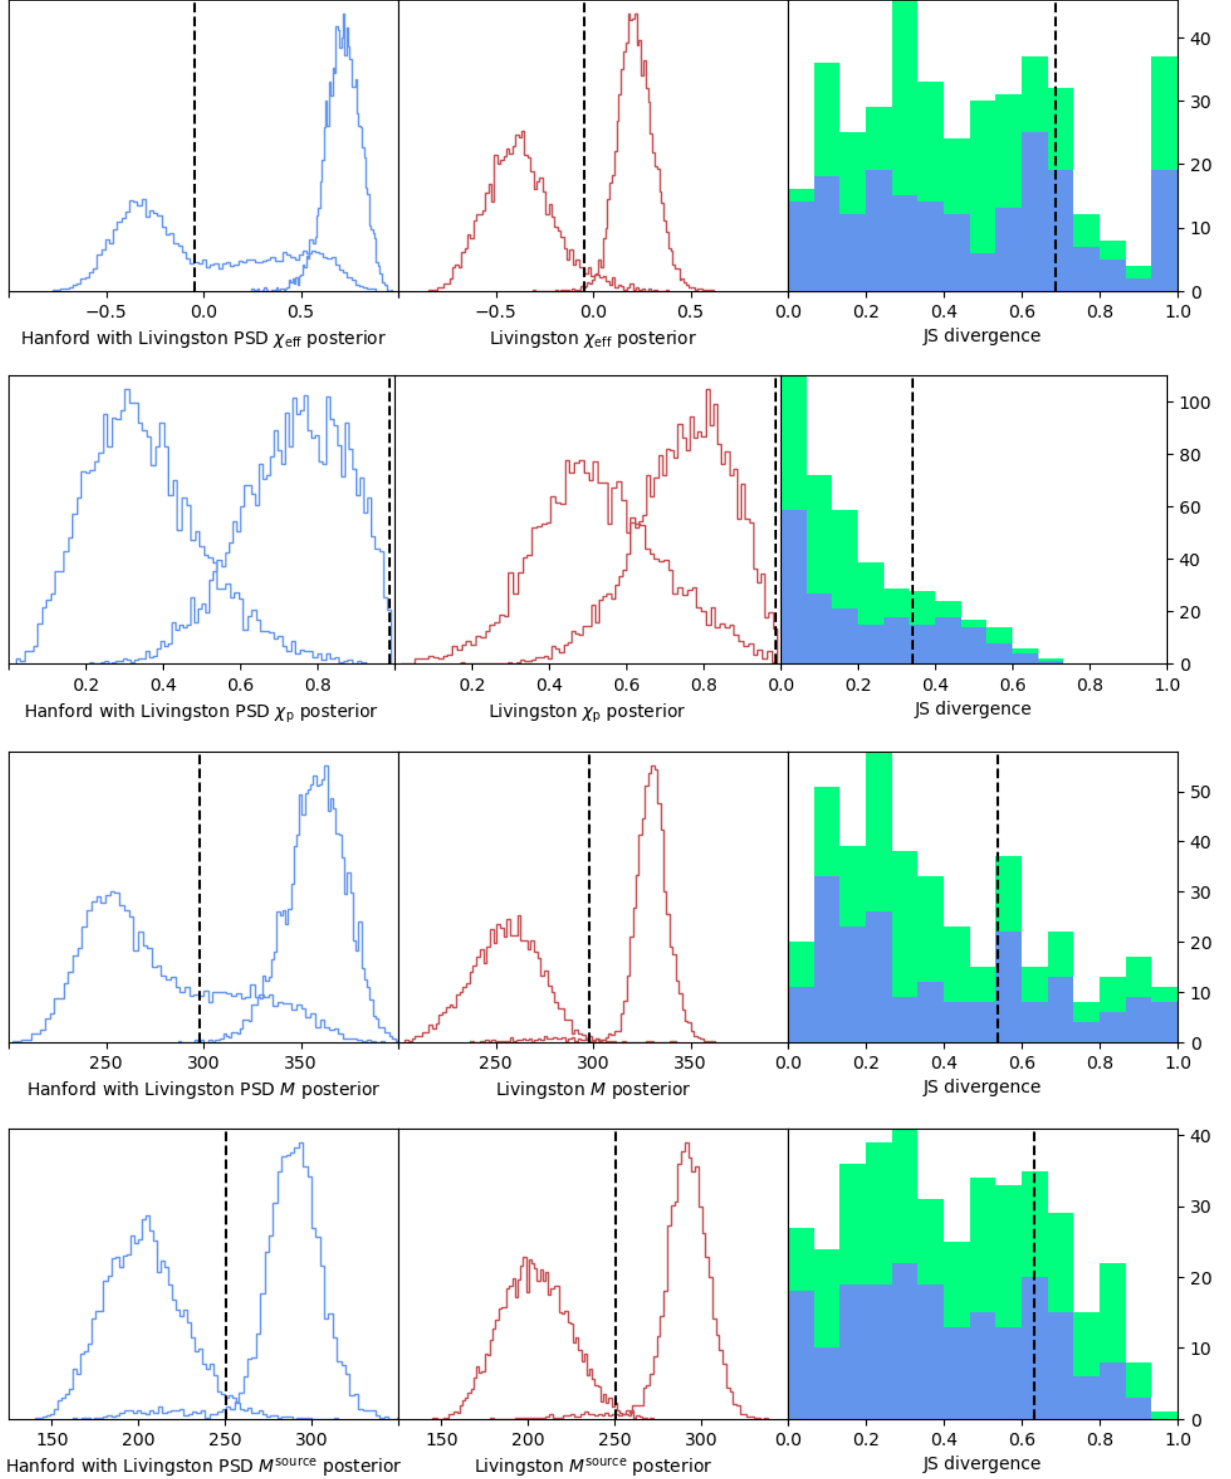 40
30
20
10
0
−0.5 0.0 0.5 −0.5 0.0 0.5 0.0 0.2 0.4 0.6 0.8 1.0
Hanford with Livingston PSD χeff posterior Livingston χeff posterior JS divergence
100
80
60
40
20
0
0.2 0.4 0.6 0.8 0.2 0.4 0.6 0.8 0.0 0.2 0.4 0.6 0.8 1.0
Hanford with Livingston PSD χp posterior Livingston χp posterior JS divergence
50
40
30
20
10
0
250 300 350 250 300 350 0.0 0.2 0.4 0.6 0.8 1.0
Hanford with Livingston PSD M posterior Livingston M posterior JS divergence
40
30
20
10
0
150 200 250 300 150 200 250 300 0.0 0.2 0.4 0.6 0.8 1.0
Hanford with Livingston PSD Msource posterior Livingston Msource posterior JS divergence